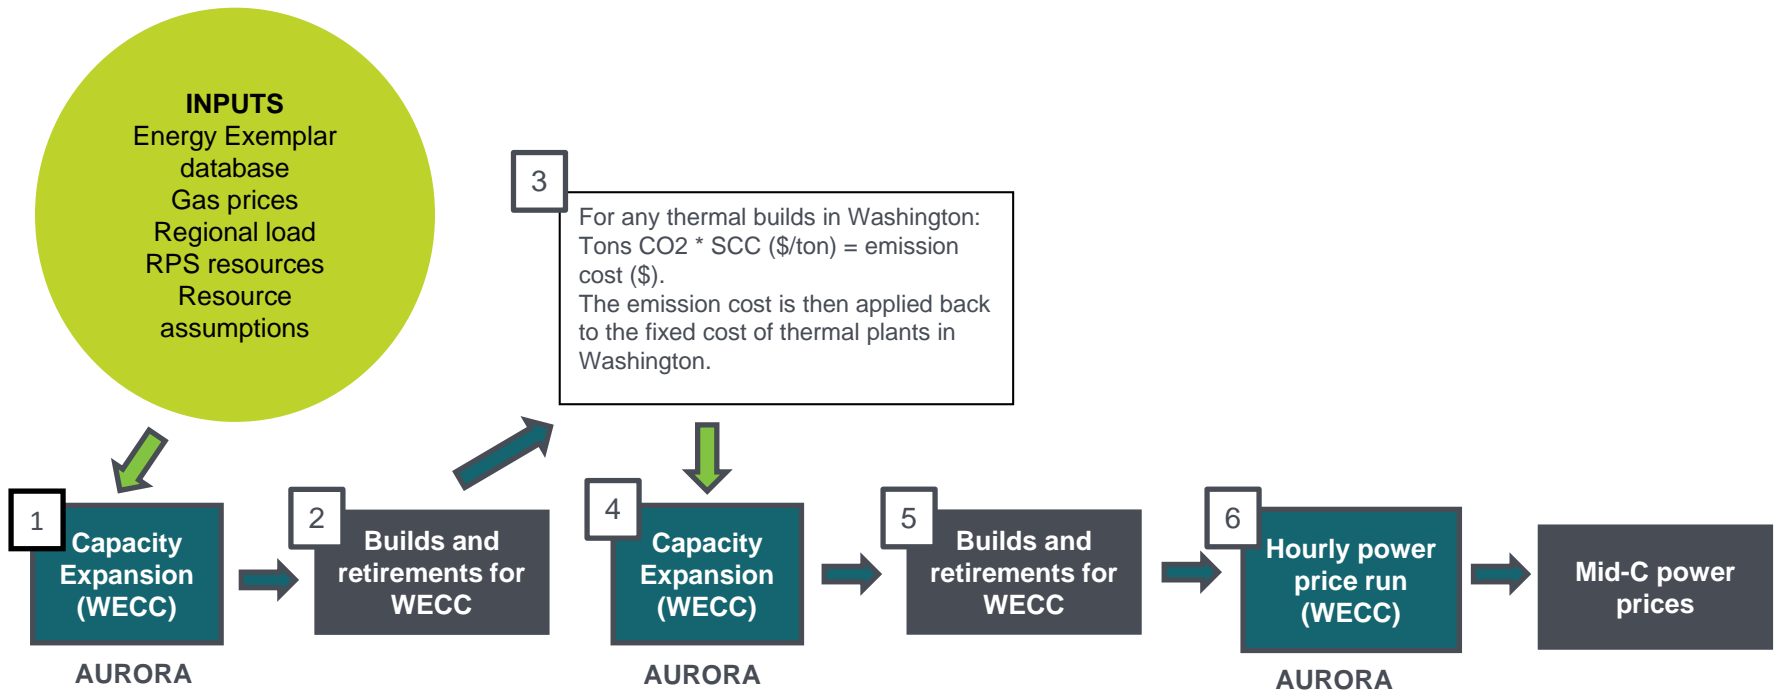 INPUTS
Energy Exemplar
database
Gas prices
Regional load
RPS resources
Resource
assumptions
3
For any thermal builds in Washington:
Tons CO2 * SCC ($/ton) = emission
cost ($).
The emission cost is then applied back
to the fixed cost of thermal plants in
Washington.
1
Capacity
Expansion
(WECC)
AURORA
2
Builds and
retirements for
WECC
4
Capacity
Expansion
(WECC)
AURORA
5
Builds and
retirements for
WECC
6
Hourly power
price run
(WECC)
AURORA
Mid-C power
prices